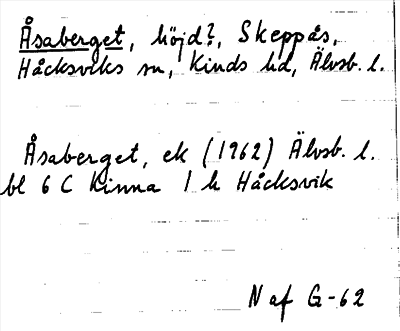 Åsaberget, höjd?, Skeppås,
Håcksviks sn, Kinds hd, Älvsb. l.
Åsaberget, ek (1962) Älvsb. l.
bl 6 C Kinna 1 h Håcksvik
N af G-62